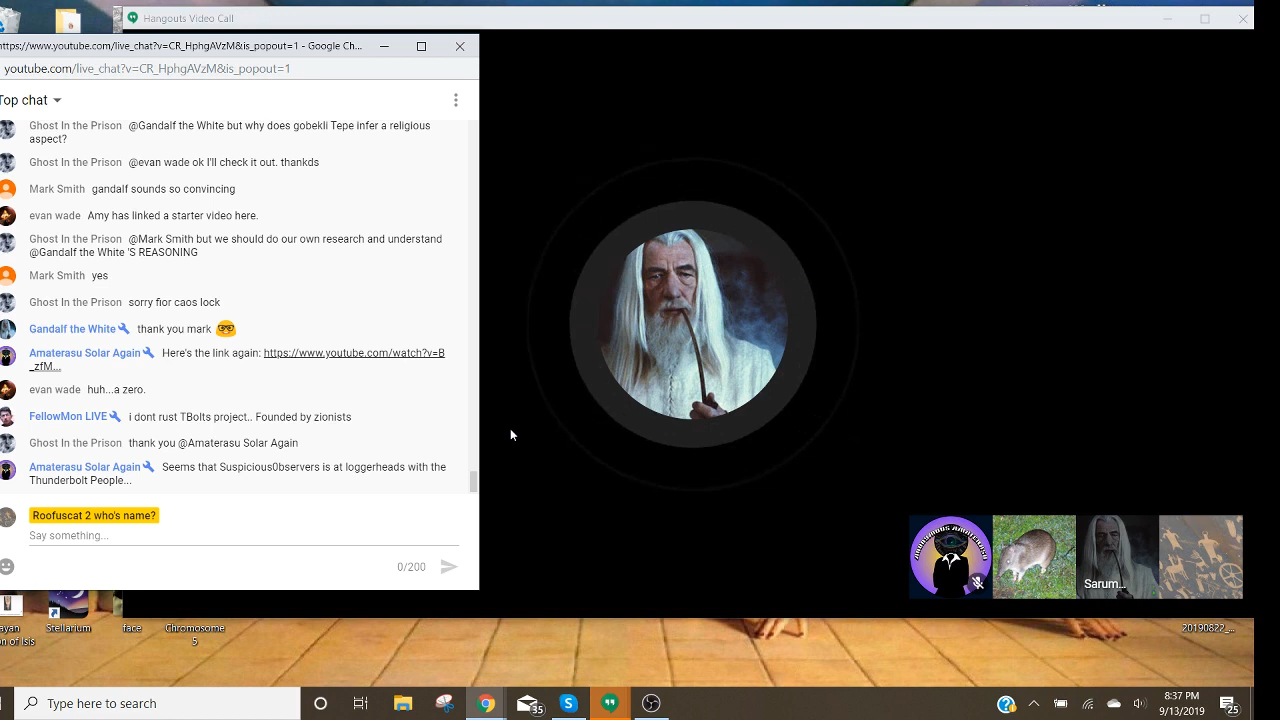 Hangouts Video Call
https://www.youtube.com/live_chat?v=CR_HphgAVzM&is_popout=1 - Google Ch...
youtube.com/live_chat?v=CR_HphgAVzM&is_popout=1
Top chat
Ghost In the Prison @Gandalf the White but why does gobekli Tepe infer a religious
aspect?
Ghost In the Prison @evan wade ok I'll check it out. thankds
Mark Smith gandalf sounds so convincing
evan wade Amy has linked a starter video here.
Ghost In the Prison @Mark Smith but we should do our own research and understand
@Gandalf the White 'S REASONING
Mark Smith yes
Ghost In the Prison sorry fior caos lock
Gandalf the White thank you mark
Amaterasu Solar Again Here's the link again: https://www.youtube.com/watch?v=B
_zfM...
evan wade huh...a zero.
FellowMon LIVE i dont rust TBolts project.. Founded by zionists
Ghost In the Prison thank you @Amaterasu Solar Again
Amaterasu Solar Again Seems that Suspicious0bservers is at loggerheads with the
Thunderbolt People...
Roofuscat 2 who's name?
Say something...
0/200
Sarum...
ayan
on of Isis
Stellarium
face
Chromosome
5
20190822_...
Type here to search
35
8:37 PM
9/13/2019
25